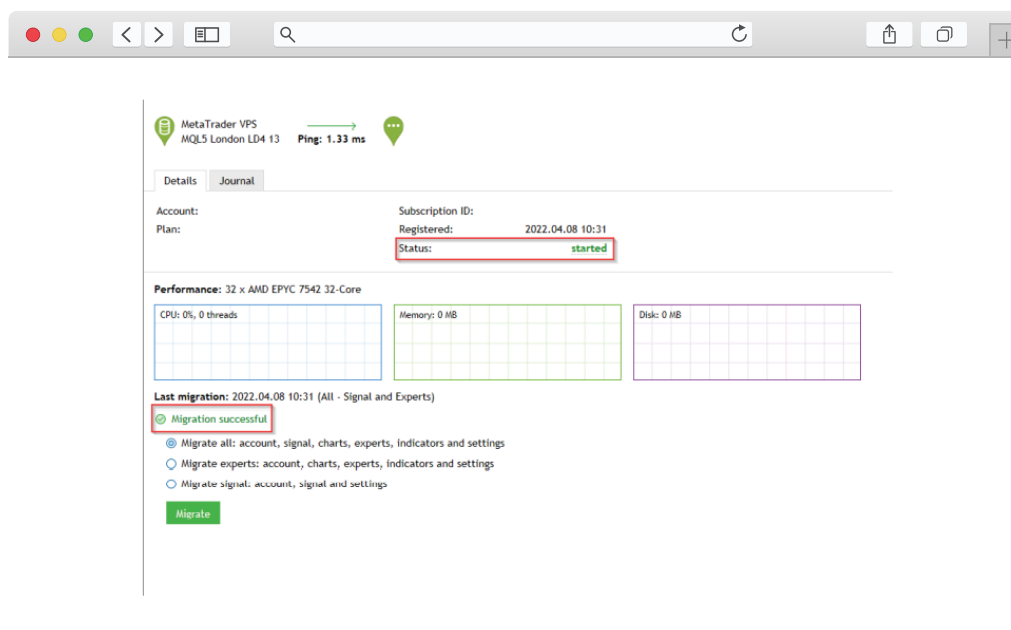 MetaTrader VPS
MQL5 London LD4 13 Ping: 1.33 ms
Details Journal
Account: Subscription ID:
Plan: Registered: 2022.04.08 10:31
Status: started
Performance: 32 x AMD EPYC 7542 32-Core
CPU: 0%, 0 threads Memory: 0 MB Disk: 0 MB
Last migration: 2022.04.08 10:31 (All - Signal and Experts)
Migration successful
Migrate all: account, signal, charts, experts, indicators and settings
Migrate experts: account, charts, experts, indicators and settings
Migrate signal: account, signal and settings
Migrate